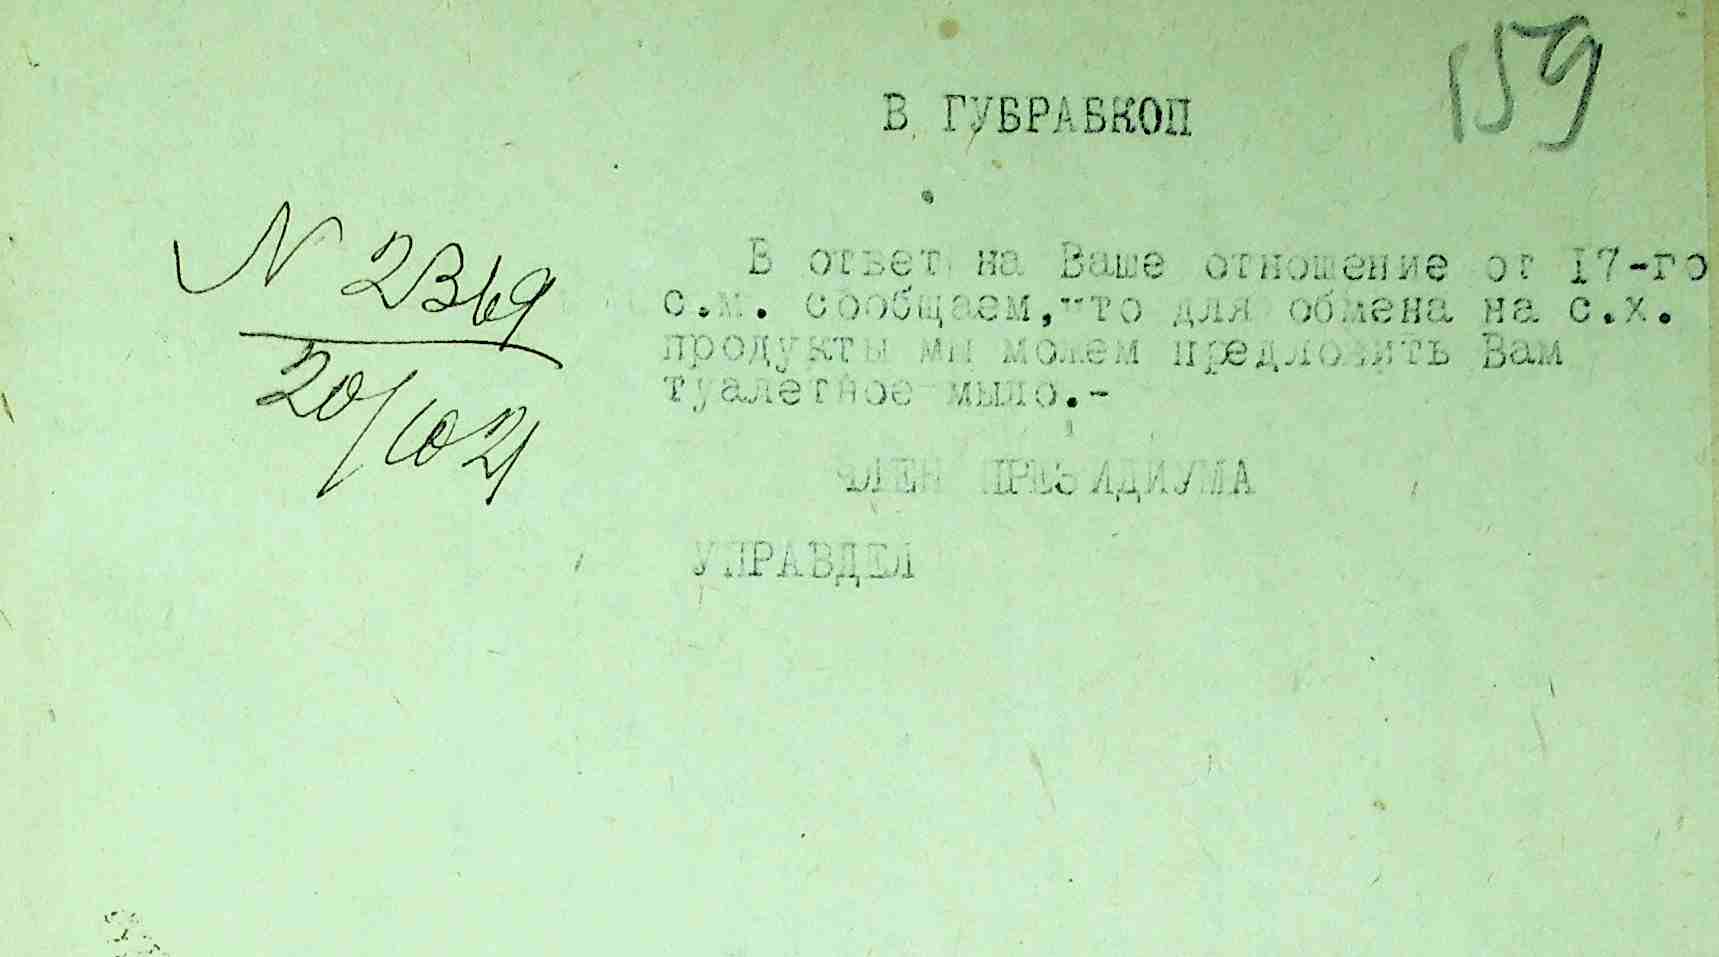 159
В ГУБРАБКОП
N 2369
20/10 21
В ответ на Ваше отношение от 17-го
с.м. сообщаем,что для обмена на с.х.
продукты мы можем предложить Вам
туалетное мыло.-
ЧЛЕН ПРЕЗИДИУМА
УПРАВДЕЛ